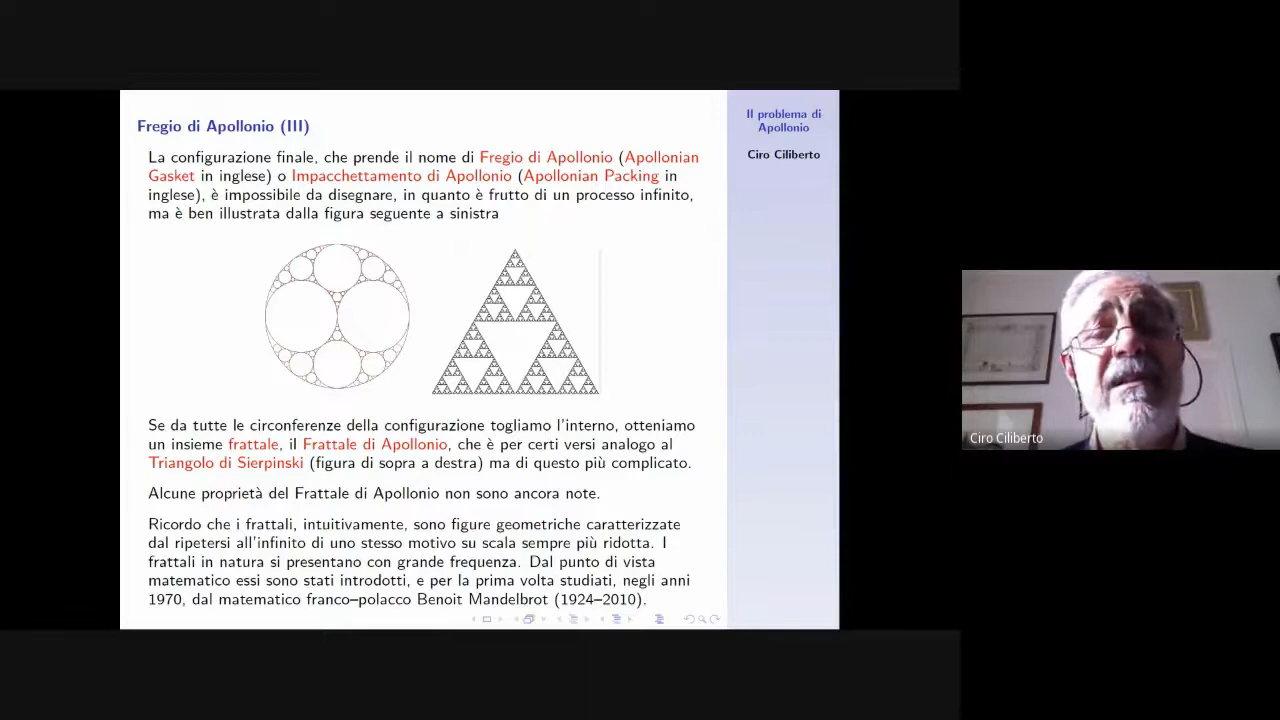 Fregio di Apollonio (III)
La configurazione finale, che prende il nome di Fregio di Apollonio (Apollonian
Gasket in inglese) o Impacchettamento di Apollonio (Apollonian Packing in
inglese), è impossibile da disegnare, in quanto è frutto di un processo infinito,
ma è ben illustrata dalla figura seguente a sinistra
Se da tutte le circonferenze della configurazione togliamo l'interno, otteniamo
un insieme frattale, il Frattale di Apollonio, che è per certi versi analogo al
Triangolo di Sierpinski (figura di sopra a destra) ma di questo più complicato.
Alcune proprietà del Frattale di Apollonio non sono ancora note.
Ricordo che i frattali, intuitivamente, sono figure geometriche caratterizzate
dal ripetersi all'infinito di uno stesso motivo su scala sempre più ridotta. I
frattali in natura si presentano con grande frequenza. Dal punto di vista
matematico essi sono stati introdotti, e per la prima volta studiati, negli anni
1970, dal matematico franco–polacco Benoit Mandelbrot (1924–2010).
Il problema di
Apollonio
Ciro Ciliberto
Ciro Ciliberto